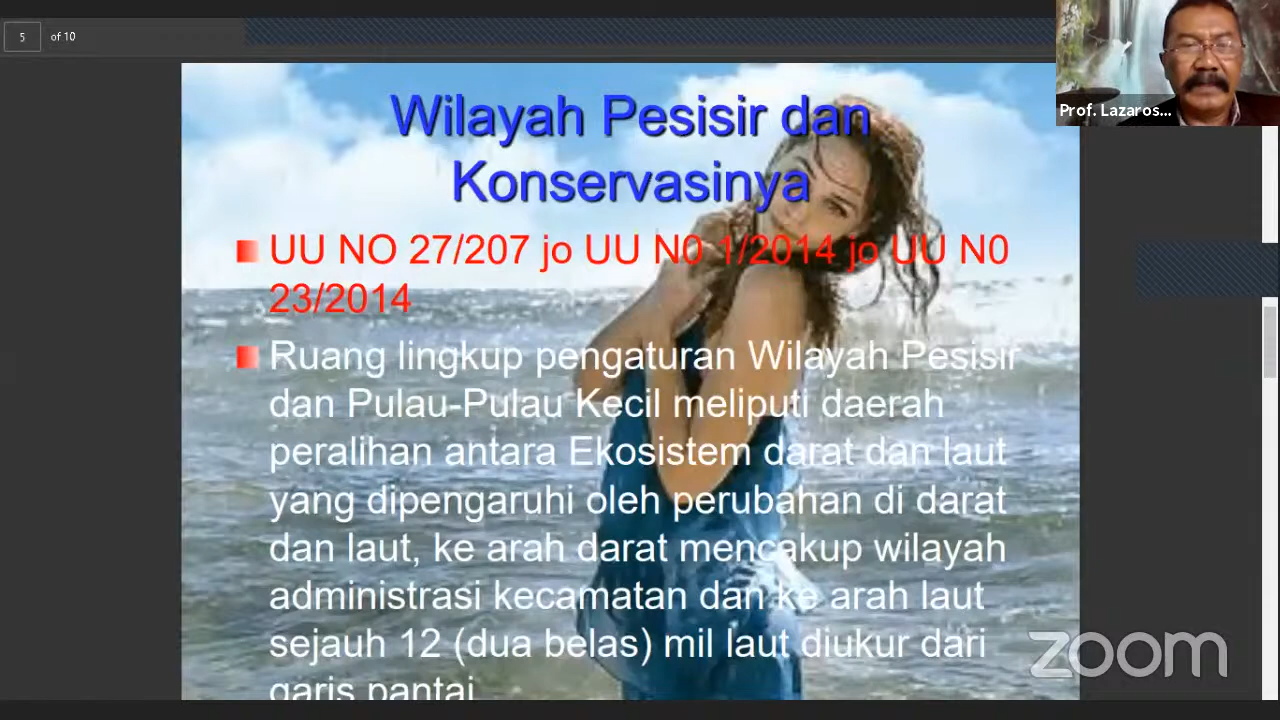 5 of 10
Prof. Lazaros...
Wilayah Pesisir dan
Konservasinya
UU NO 27/207 jo UU N0 1/2014 jo UU N0
23/2014
Ruang lingkup pengaturan Wilayah Pesisir
dan Pulau-Pulau Kecil meliputi daerah
peralihan antara Ekosistem darat dan laut
yang dipengaruhi oleh perubahan di darat
dan laut, ke arah darat mencakup wilayah
administrasi kecamatan dan ke arah laut
sejauh 12 (dua belas) mil laut diukur dari
garis pantai.
zoom